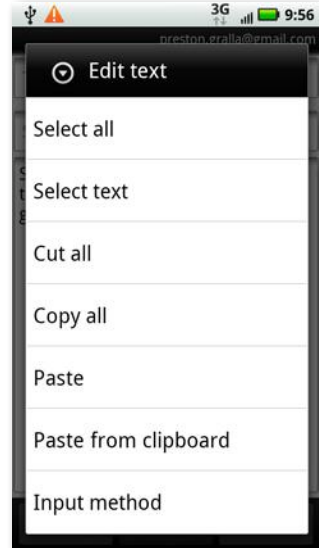 3G 9:56
preston.gralla@gmail.com
Edit text
Select all
Select text
Cut all
Copy all
Paste
Paste from clipboard
Input method